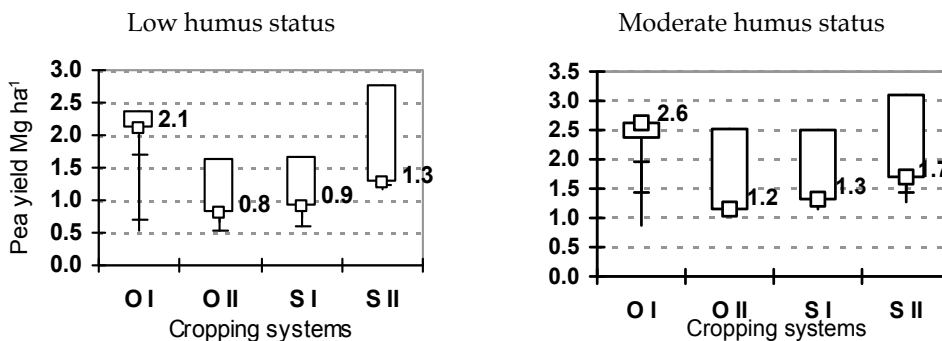 Low humus status
Pea yield Mg ha¹
3.0
2.5
2.0
1.5
1.0
0.5
0.0
2.1
0.8
0.9
1.3
O I
O II
S I
S II
Cropping systems
Moderate humus status
3.5
3.0
2.5
2.0
1.5
1.0
0.5
0.0
2.6
1.2
1.3
1.7
O I
O II
S I
S II
Cropping systems